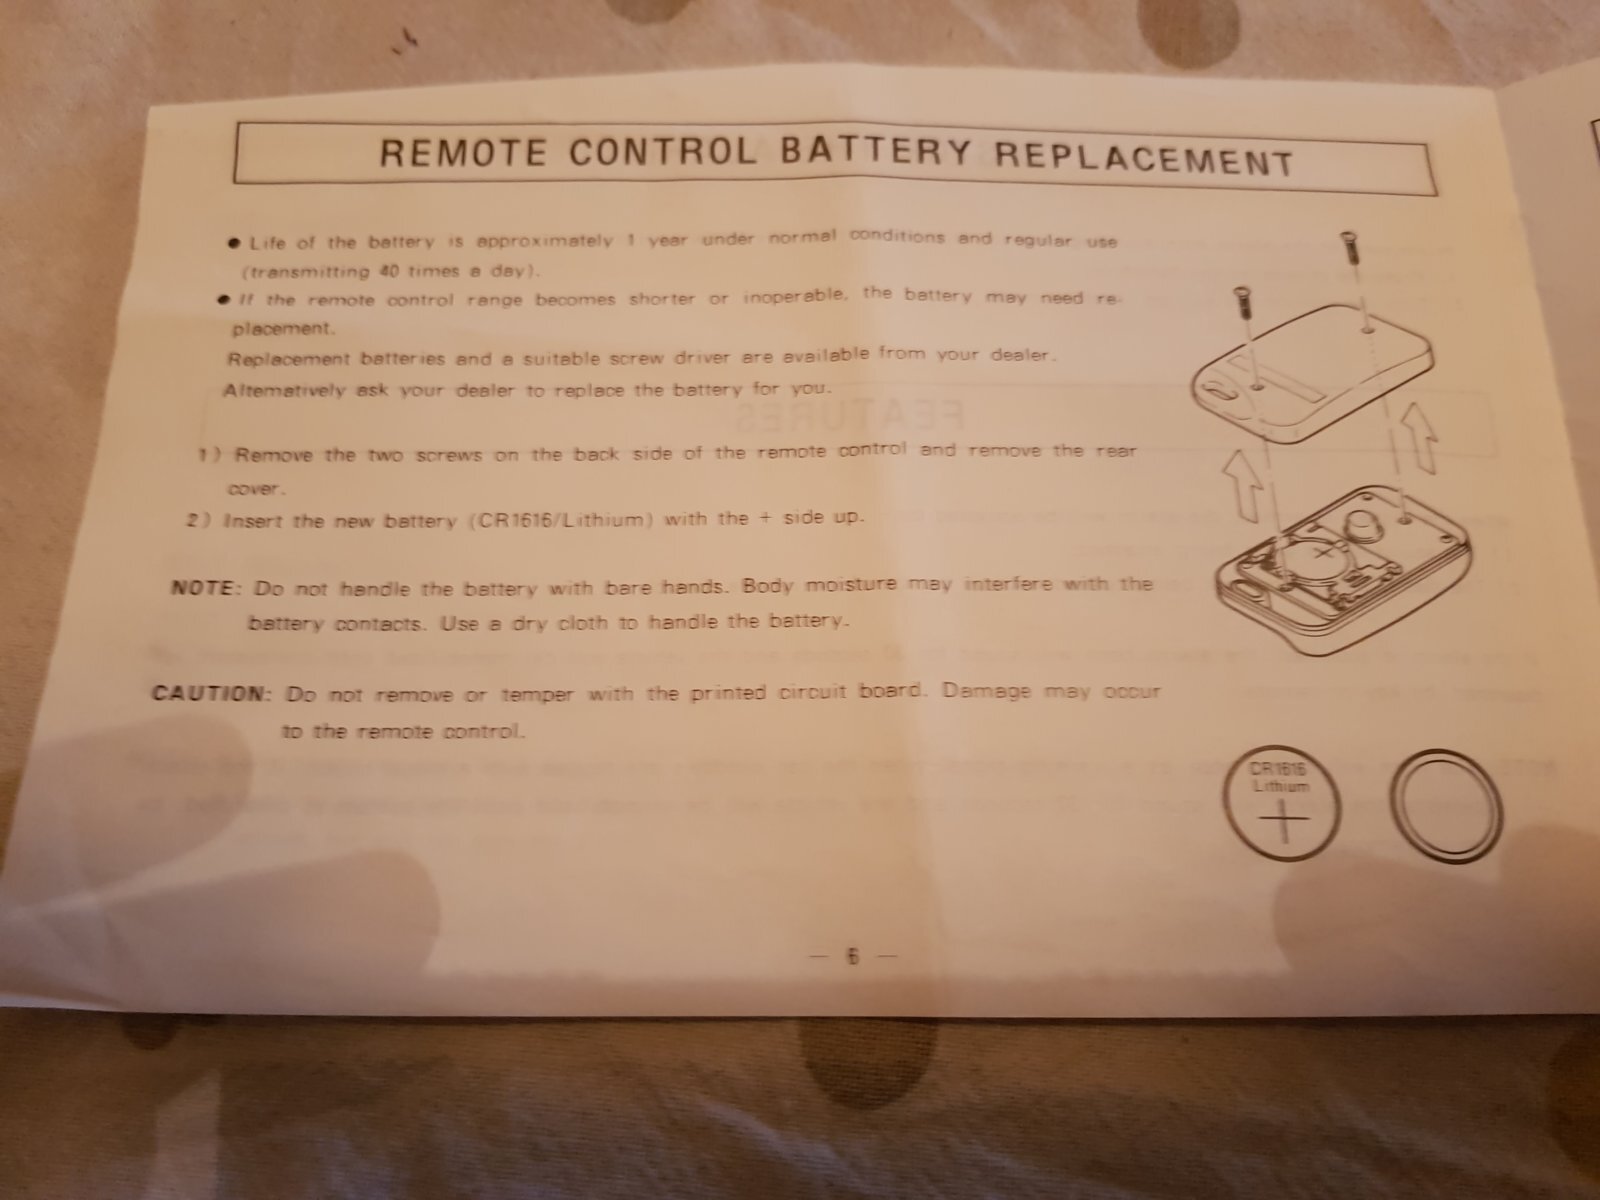 REMOTE CONTROL BATTERY REPLACEMENT
● Life of the battery is approximately 1 year under normal conditions and regular use
(transmitting 40 times a day).
● If the remote control range becomes shorter or inoperable, the battery may need re-
placement.
Replacement batteries and a suitable screw driver are available from your dealer.
Alternatively ask your dealer to replace the battery for you.
FEATURES
1) Remove the two screws on the back side of the remote control and remove the rear
cover.
2) Insert the new battery (CR1616/Lithium) with the + side up.
NOTE: Do not handle the battery with bare hands. Body moisture may interfere with the
battery contacts. Use a dry cloth to handle the battery.
CAUTION: Do not remove or temper with the printed circuit board. Damage may occur
to the remote control.
CR1616
Lithium
+
— 6 —